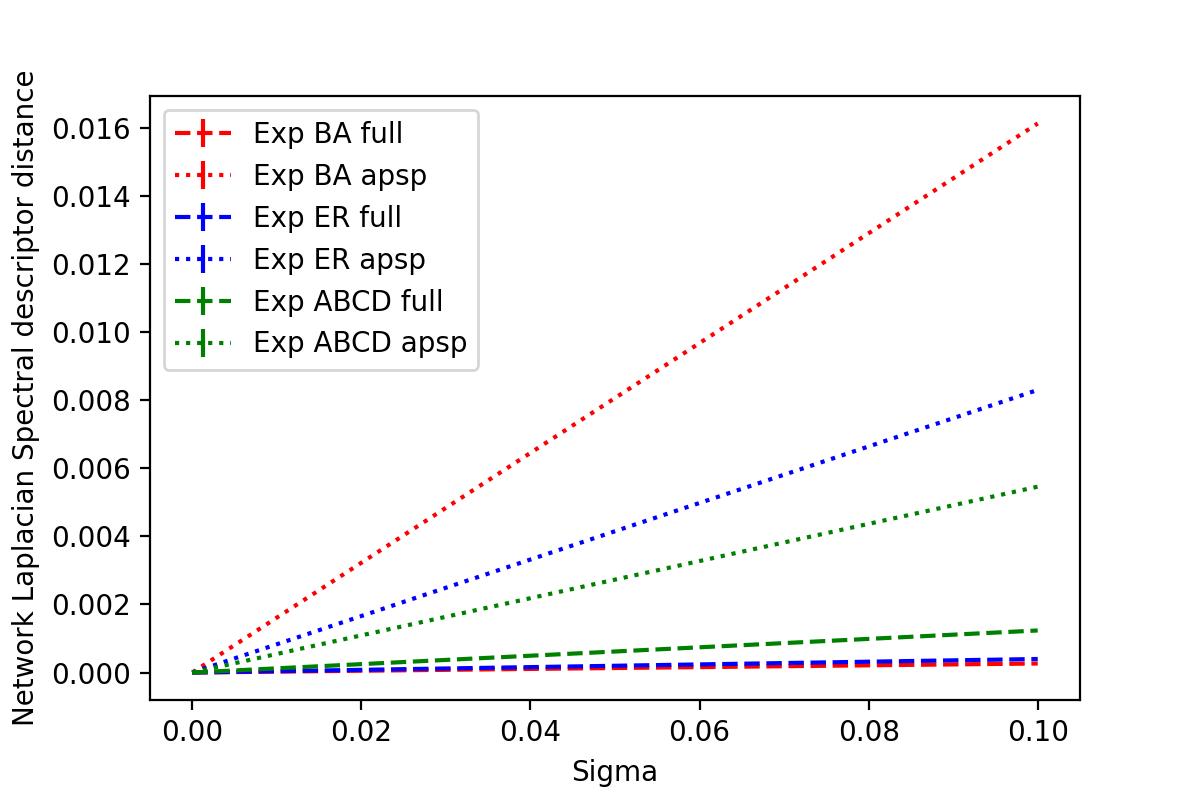 Network Laplacian Spectral descriptor distance
0.016
0.014
0.012
0.010
0.008
0.006
0.004
0.002
0.000
Exp BA full
Exp BA apsp
Exp ER full
Exp ER apsp
Exp ABCD full
Exp ABCD apsp
0.00 0.02 0.04 0.06 0.08 0.10
Sigma